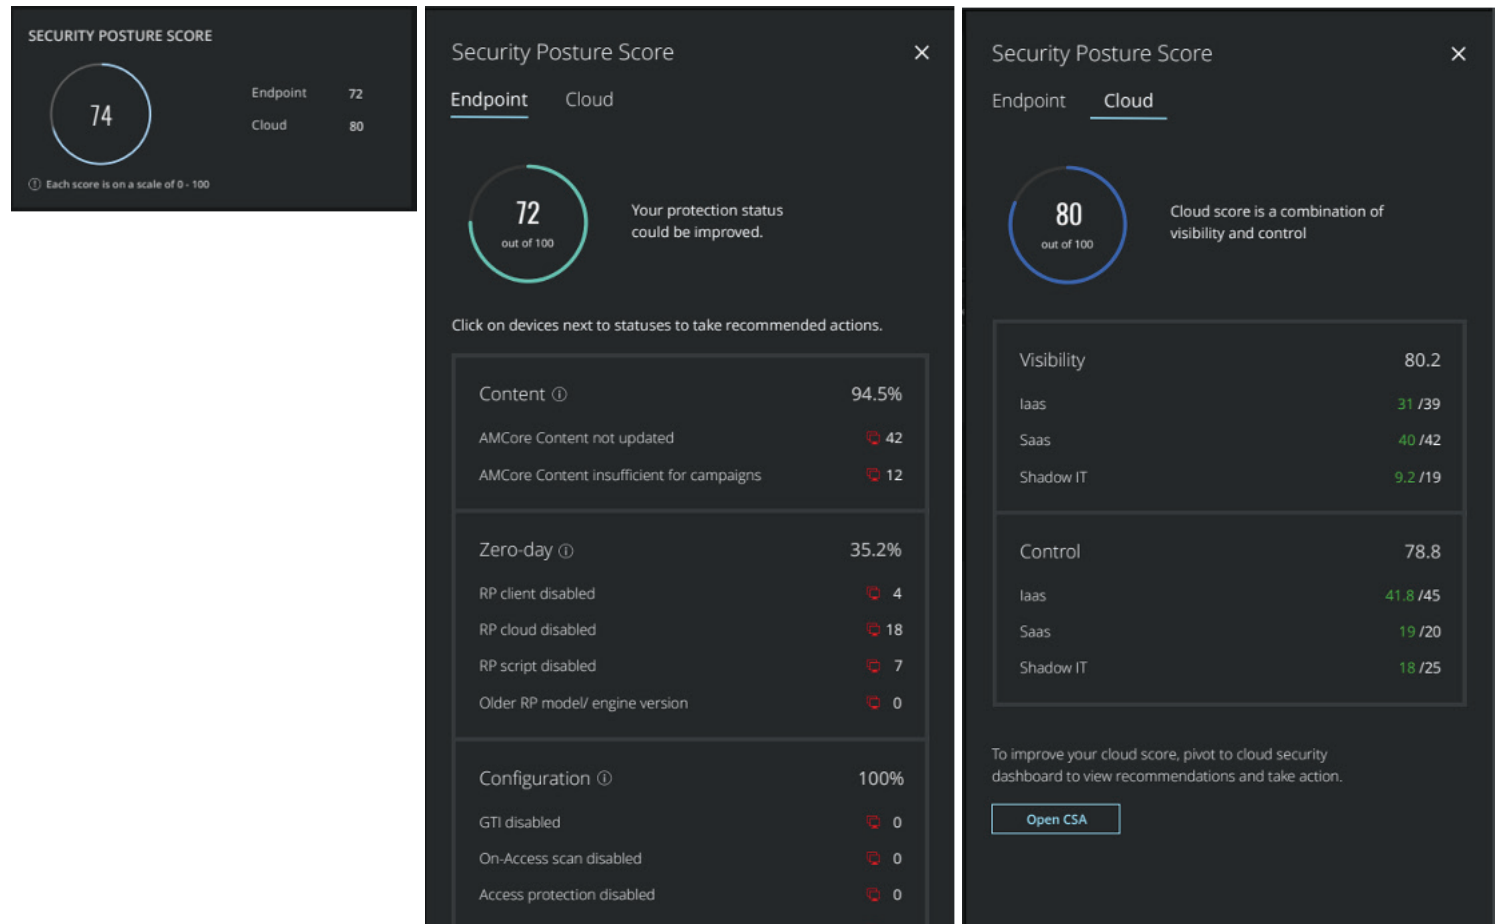 SECURITY POSTURE SCORE
74
Endpoint 72
Cloud 80
Each score is on a scale of 0 - 100
Security Posture Score
Endpoint Cloud
72
out of 100
Your protection status
could be improved.
Click on devices next to statuses to take recommended actions.
Content 94.5%
AMCore Content not updated 42
AMCore Content insufficient for campaigns 12
Zero-day 35.2%
RP client disabled 4
RP cloud disabled 18
RP script disabled 7
Older RP model/ engine version 0
Configuration 100%
GTI disabled 0
On-Access scan disabled 0
Access protection disabled 0
Security Posture Score
Endpoint Cloud
80
out of 100
Cloud score is a combination of
visibility and control
Visibility 80.2
Iaas 31 /39
Saas 40 /42
Shadow IT 9.2 /19
Control 78.8
Iaas 41.8 /45
Saas 19 /20
Shadow IT 18 /25
To improve your cloud score, pivot to cloud security
dashboard to view recommendations and take action.
Open CSA